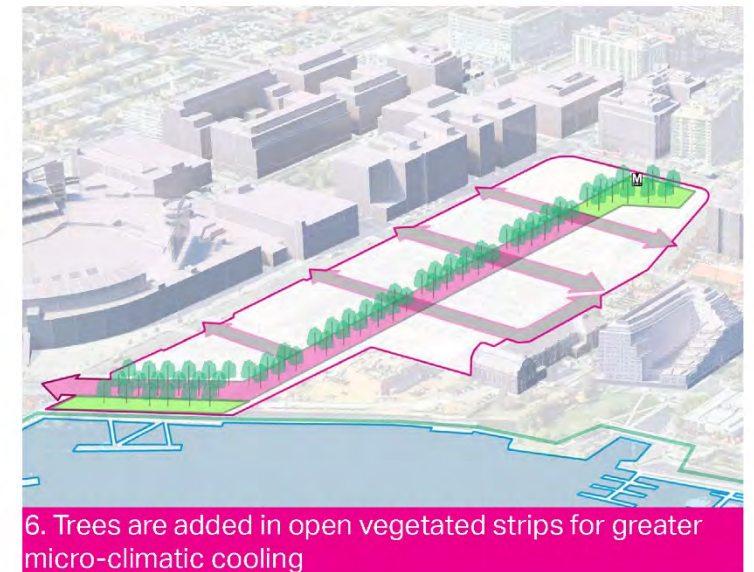 M
6. Trees are added in open vegetated strips for greater
micro-climatic cooling